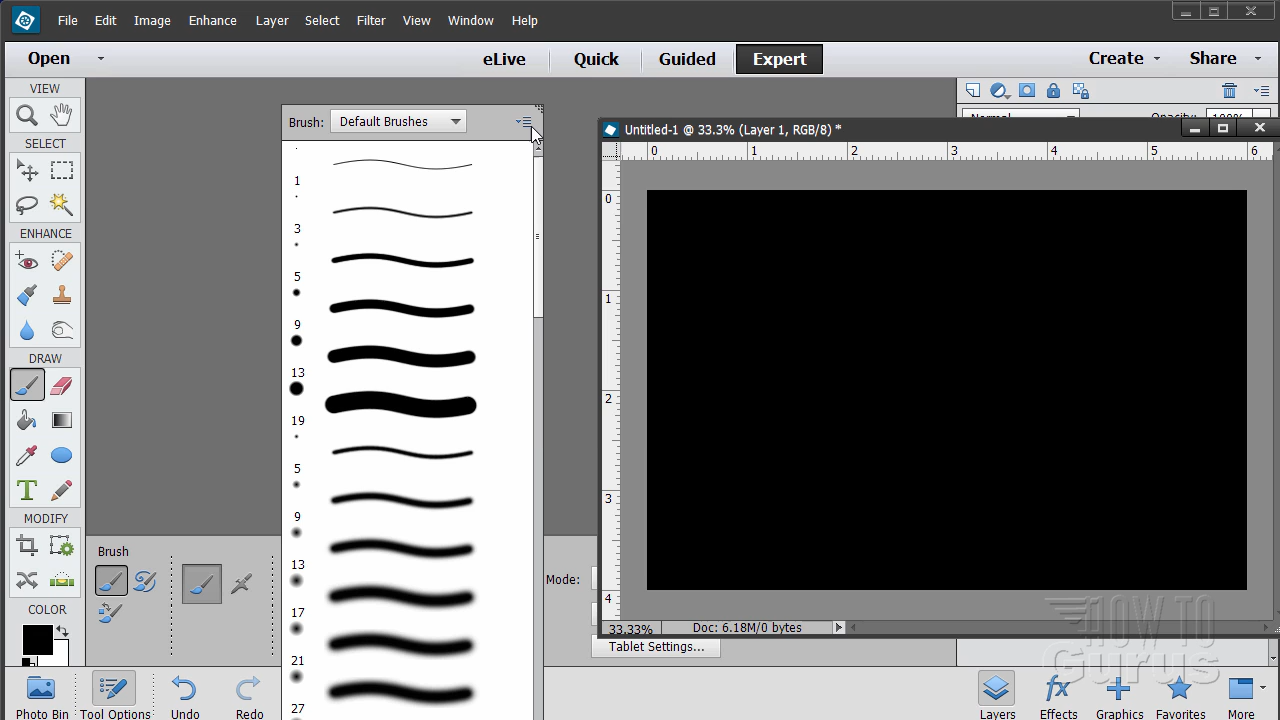 File Edit Image Enhance Layer Select Filter View Window Help
Open
eLive Quick Guided Expert
Create Share
VIEW
SELECT
ENHANCE
DRAW
MODIFY
COLOR
Brush: Default Brushes
1
3
5
9
13
19
5
9
13
17
21
27
Normal Opacity: 100%
Untitled-1 @ 33.3% (Layer 1, RGB/8) *
0 1 2 3 4 5 6
0
1
2
3
4
33.33% Doc: 6.18M/0 bytes
Brush
Mode:
Tablet Settings...
Photo Bin Tool Options Undo Redo
Layers Effects Graphics Favorites More
HOW TO
Gurus